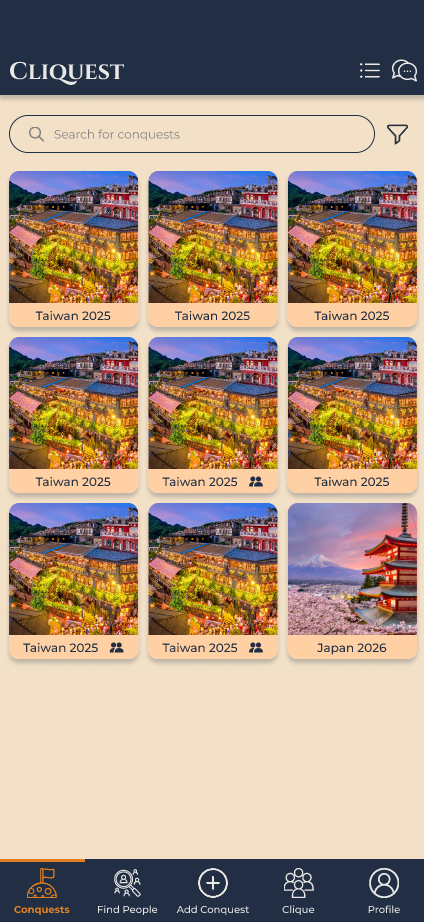 Cliquest
Search for conquests
Taiwan 2025 Taiwan 2025 Taiwan 2025
Taiwan 2025 Taiwan 2025 Taiwan 2025
Taiwan 2025 Taiwan 2025 Japan 2026
Conquests Find People Add Conquest Clique Profile